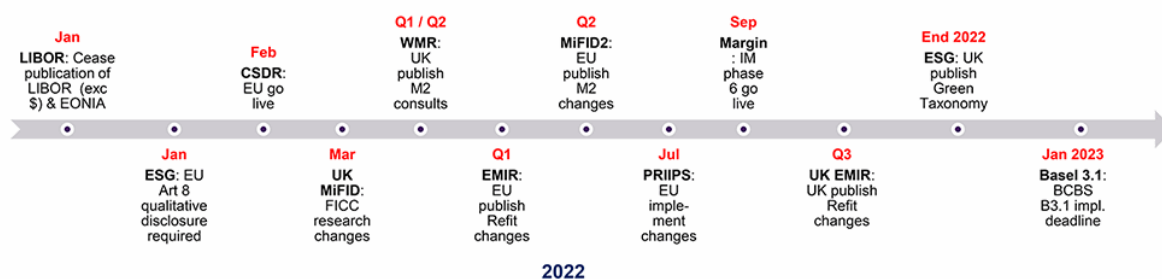 Jan
LIBOR: Cease
publication of
LIBOR (exc
$) & EONIA
Feb
CSDR:
EU go
live
Q1 / Q2
WMR:
UK
publish
M2
consults
Q2
MiFID2:
EU
publish
M2
changes
Sep
Margin
: IM
phase
6 go
live
End 2022
ESG: UK
publish
Green
Taxonomy
Jan
ESG: EU
Art 8
qualitative
disclosure
required
Mar
UK
MiFID:
FICC
research
changes
Q1
EMIR:
EU
publish
Refit
changes
Jul
PRIIPS:
EU
imple-
ment
changes
Q3
UK EMIR:
UK publish
Refit
changes
Jan 2023
Basel 3.1:
BCBS
B3.1 impl.
deadline
2022